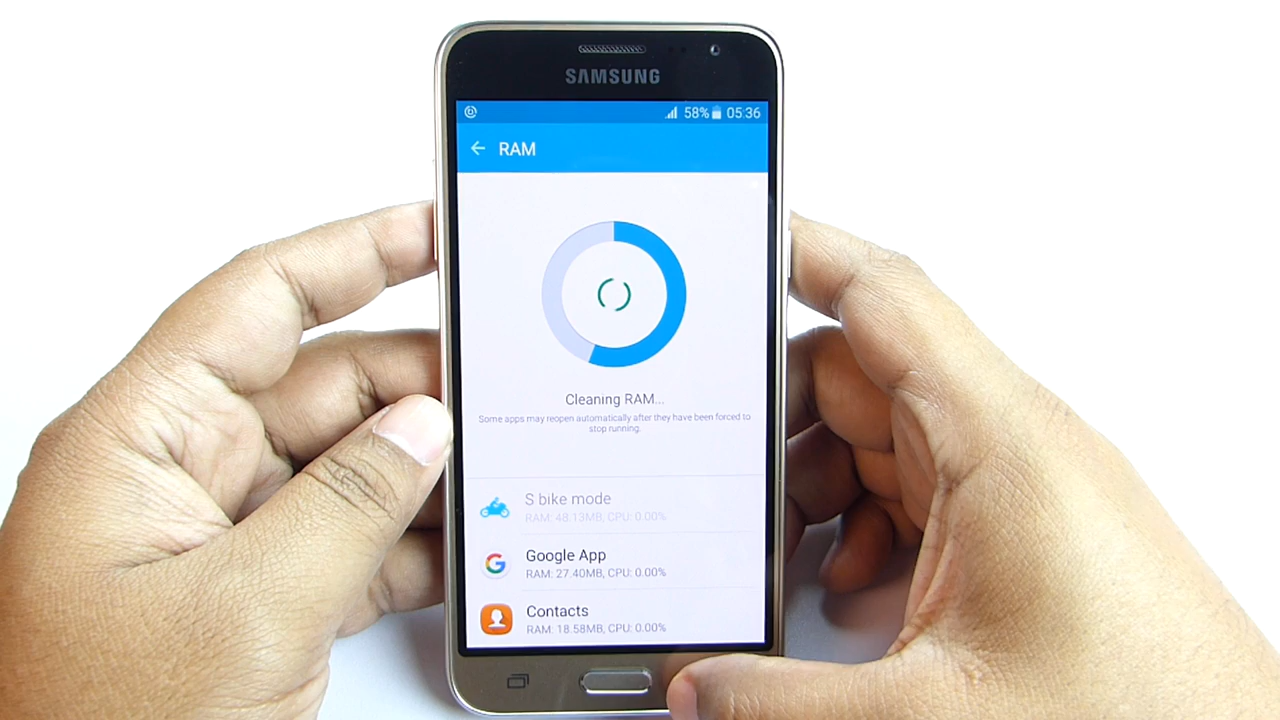 SAMSUNG
58% 05:36
RAM
Cleaning RAM...
Some apps may reopen automatically after they have been forced to
stop running.
S bike mode
RAM: 48.13MB, CPU: 0.00%
Google App
RAM: 27.40MB, CPU: 0.00%
Contacts
RAM: 18.58MB, CPU: 0.00%